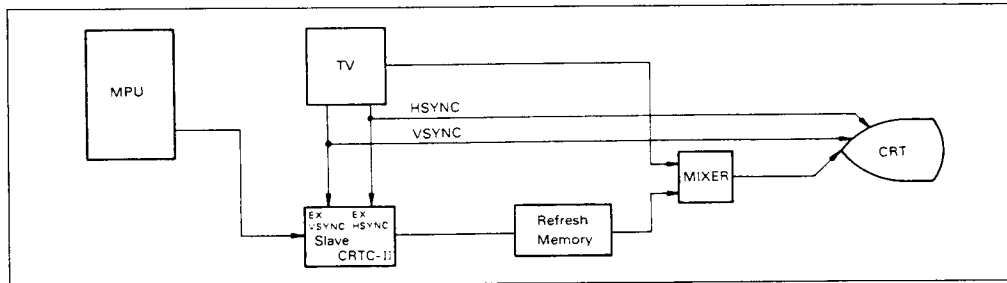 MPU
TV
HSYNC
VSYNC
CRT
MIXER
EX EX
VSYNC HSYNC
Slave
CRTC-II
Refresh
Memory